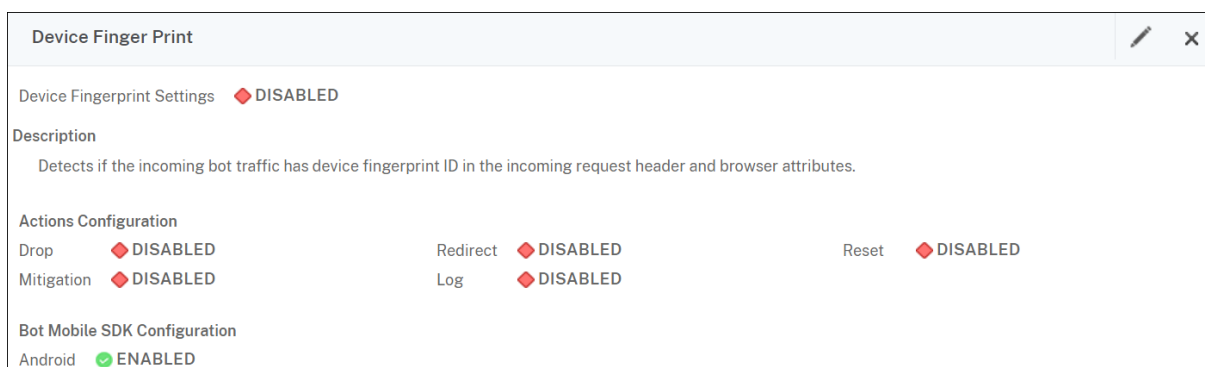 Device Finger Print
Device Fingerprint Settings DISABLED
Description
Detects if the incoming bot traffic has device fingerprint ID in the incoming request header and browser attributes.
Actions Configuration
Drop DISABLED Redirect DISABLED Reset DISABLED
Mitigation DISABLED Log DISABLED
Bot Mobile SDK Configuration
Android ENABLED